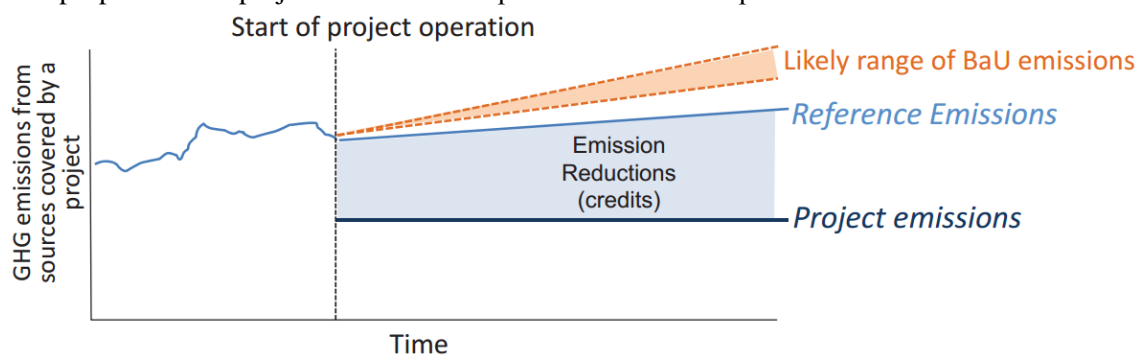 Start of project operation
GHG emissions from
sources covered by a
project
Likely range of BaU emissions
Reference Emissions
Emission
Reductions
(credits)
Project emissions
Time